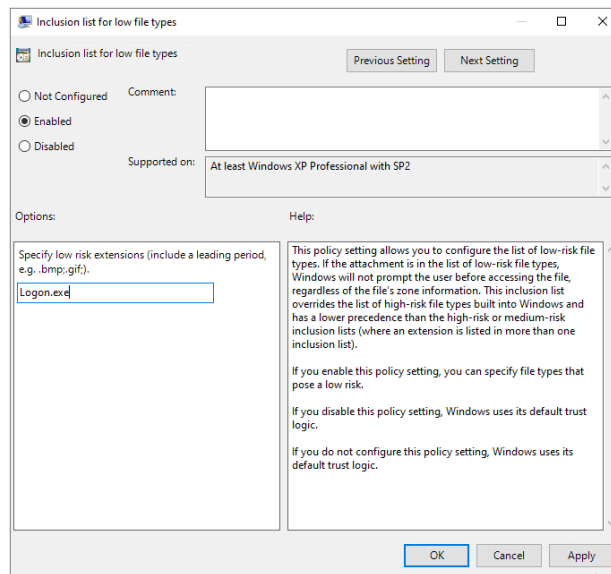 Inclusion list for low file types
Inclusion list for low file types
Previous Setting
Next Setting
Not Configured
Enabled
Disabled
Comment:
Supported on:
At least Windows XP Professional with SP2
Options:
Help:
Specify low risk extensions (include a leading period,
e.g. .bmp;.gif;).
Logon.exe
This policy setting allows you to configure the list of low-risk file
types. If the attachment is in the list of low-risk file types,
Windows will not prompt the user before accessing the file,
regardless of the file's zone information. This inclusion list
overrides the list of high-risk file types built into Windows and
has a lower precedence than the high-risk or medium-risk
inclusion lists (where an extension is listed in more than one
inclusion list).
If you enable this policy setting, you can specify file types that
pose a low risk.
If you disable this policy setting, Windows uses its default trust
logic.
If you do not configure this policy setting, Windows uses its
default trust logic.
OK
Cancel
Apply